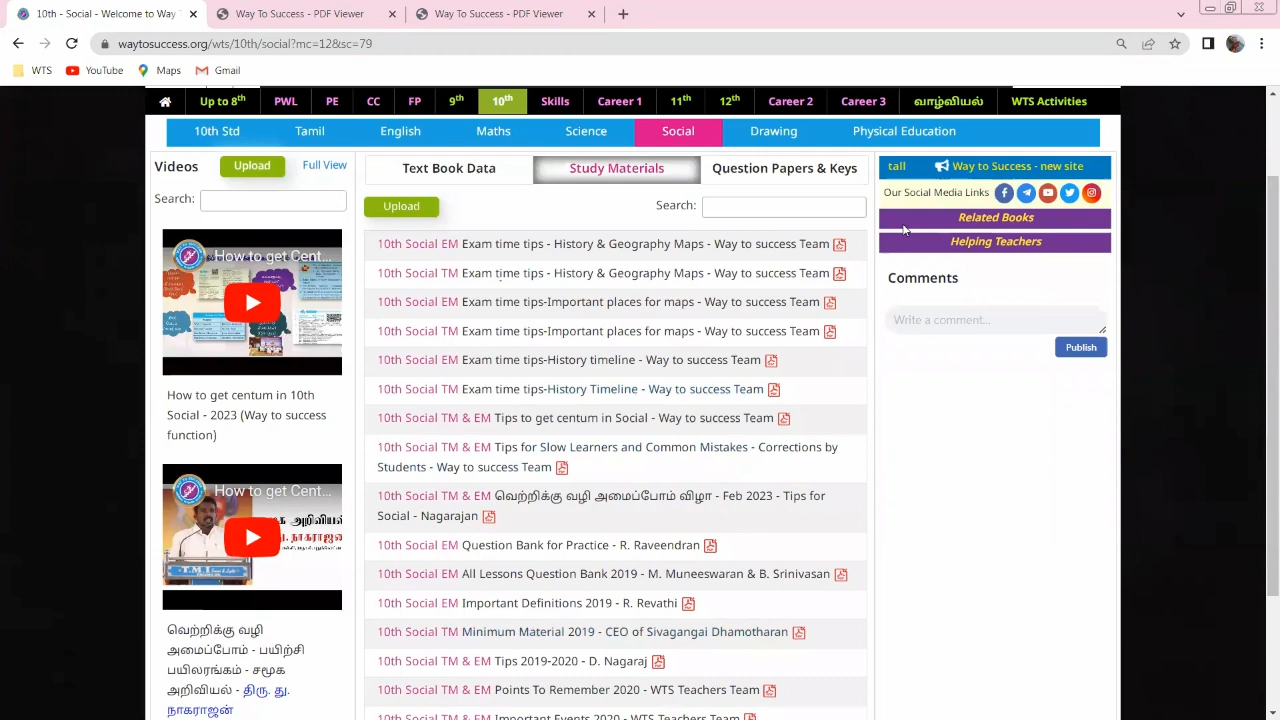 10th - Social - Welcome to Way
Way To Success - PDF Viewer
Way To Success - PDF Viewer
waytosuccess.org/wts/10th/social?mc=128&sc=79
WTS
YouTube
Maps
Gmail
Up to 8th
PWL
PE
CC
FP
9th
10th
Skills
Career 1
11th
12th
Career 2
Career 3
வாழ்வியல்
WTS Activities
10th Std
Tamil
English
Maths
Science
Social
Drawing
Physical Education
Videos
Upload
Full View
Search:
How to get Cent...
How to get centum in 10th
Social - 2023 (Way to success
function)
How to get Cent...
வெற்றிக்கு வழி
அமைப்போம் - பயிற்சி
பயிலரங்கம் - சமூக
அறிவியல் - திரு. து.
நாகராஜன்
Text Book Data
Study Materials
Question Papers & Keys
Upload
Search:
10th Social EM Exam time tips - History & Geography Maps - Way to success Team
10th Social TM Exam time tips - History & Geography Maps - Way to success Team
10th Social EM Exam time tips-Important places for maps - Way to success Team
10th Social TM Exam time tips-Important places for maps - Way to success Team
10th Social EM Exam time tips-History timeline - Way to success Team
10th Social TM Exam time tips-History Timeline - Way to success Team
10th Social TM & EM Tips to get centum in Social - Way to success Team
10th Social TM & EM Tips for Slow Learners and Common Mistakes - Corrections by
Students - Way to success Team
10th Social TM & EM வெற்றிக்கு வழி அமைப்போம் விழா - Feb 2023 - Tips for
Social - Nagarajan
10th Social EM Question Bank for Practice - R. Raveendran
10th Social EM All Lessons Question Bank 2019 - M. Muneeswaran & B. Srinivasan
10th Social EM Important Definitions 2019 - R. Revathi
10th Social TM Minimum Material 2019 - CEO of Sivagangai Dhamotharan
10th Social TM & EM Tips 2019-2020 - D. Nagaraj
10th Social TM & EM Points To Remember 2020 - WTS Teachers Team
10th Social TM & EM Important Events 2020 - WTS Teachers Team
tall
Way to Success - new site
Our Social Media Links
Related Books
Helping Teachers
Comments
Write a comment...
Publish